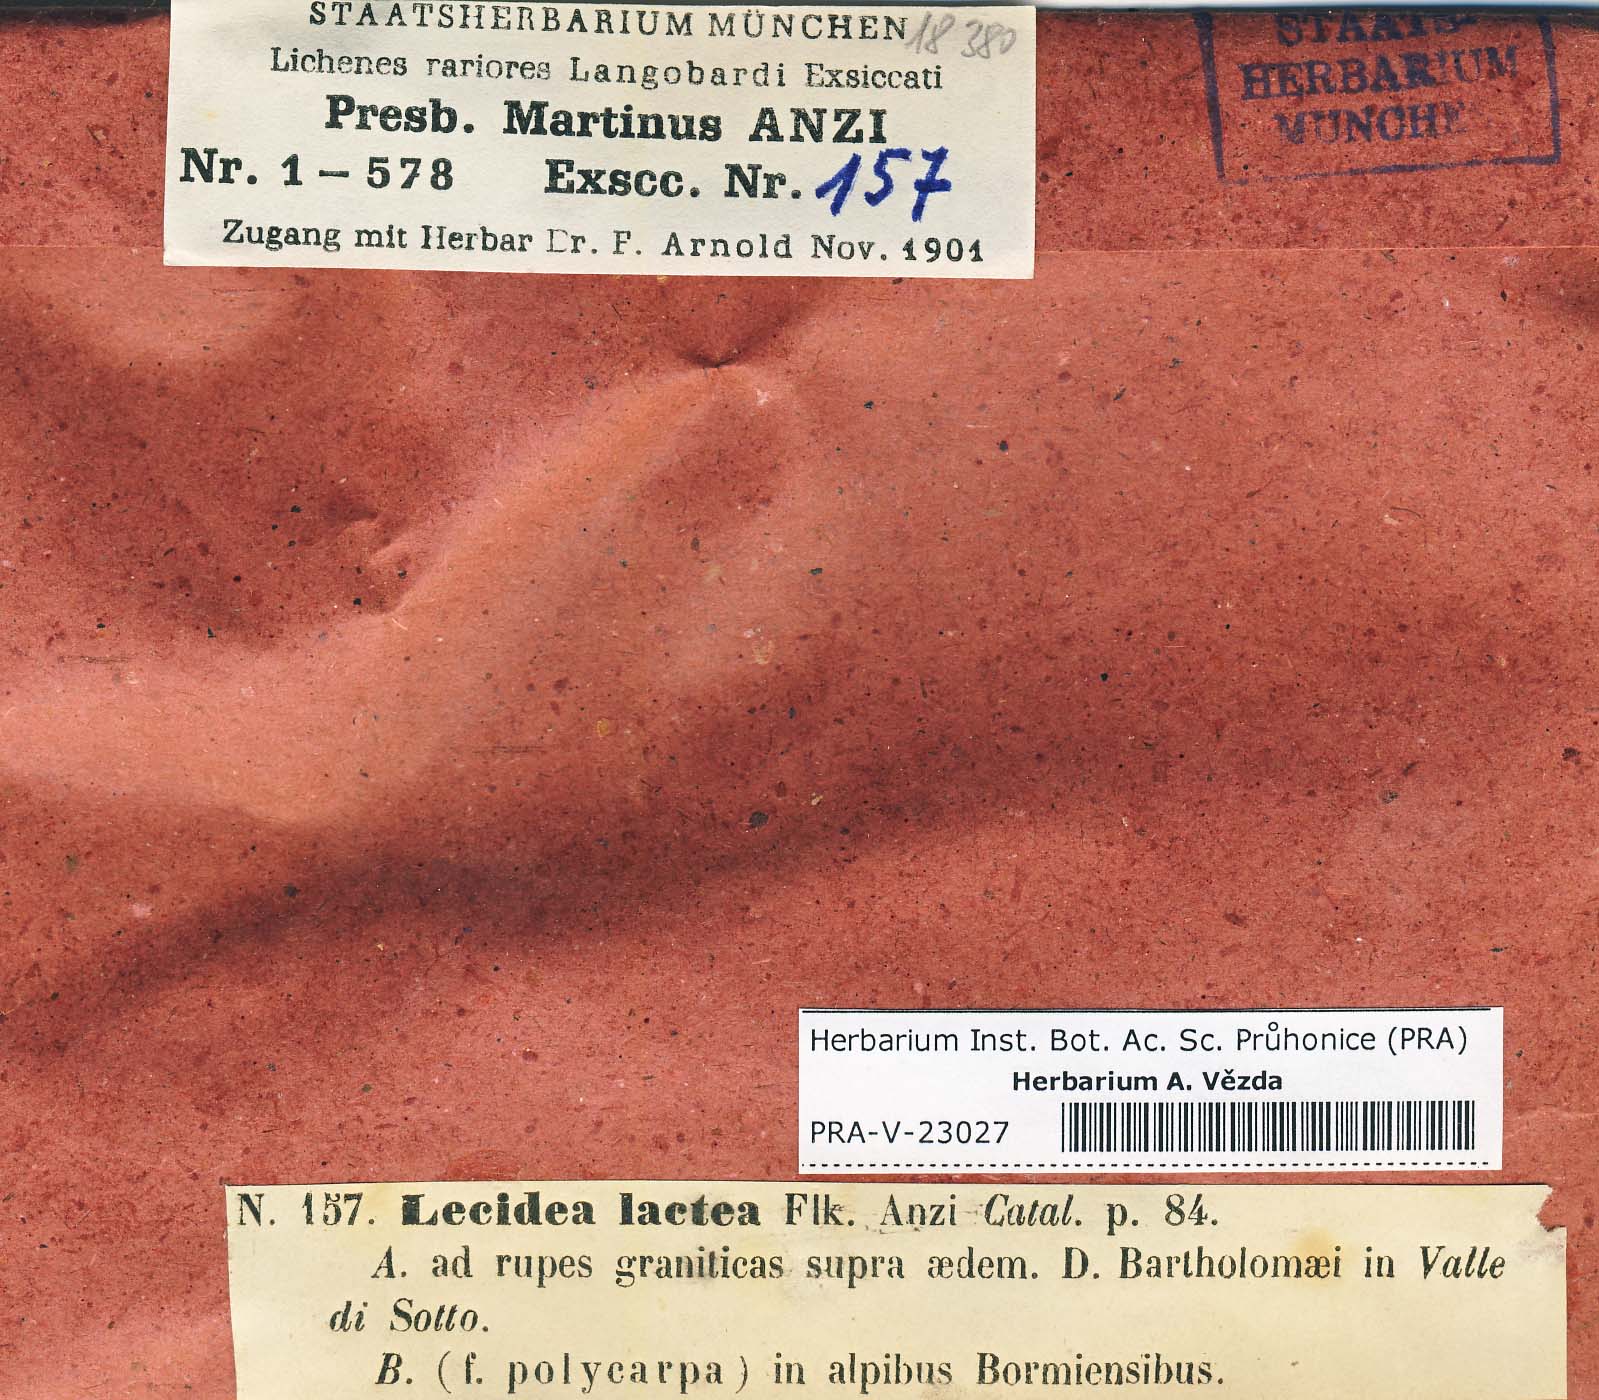 STAATSHERBARIUM MÜNCHEN 18 380
Lichenes rariores Langobardi Exsiccati
Presb. Martinus ANZI
Nr. 1 – 578 Exscc. Nr. 157
Zugang mit Herbar Dr. F. Arnold Nov. 1901
STAATS-
HERBARIUM
MÜNCHEN
Herbarium Inst. Bot. Ac. Sc. Průhonice (PRA)
Herbarium A. Vězda
PRA-V-23027
N. 157. Lecidea lactea Flk. Anzi Catal. p. 84.
A. ad rupes graniticas supra ædem. D. Bartholomæi in Valle
di Sotto.
B. (f. polycarpa) in alpibus Bormiensibus.